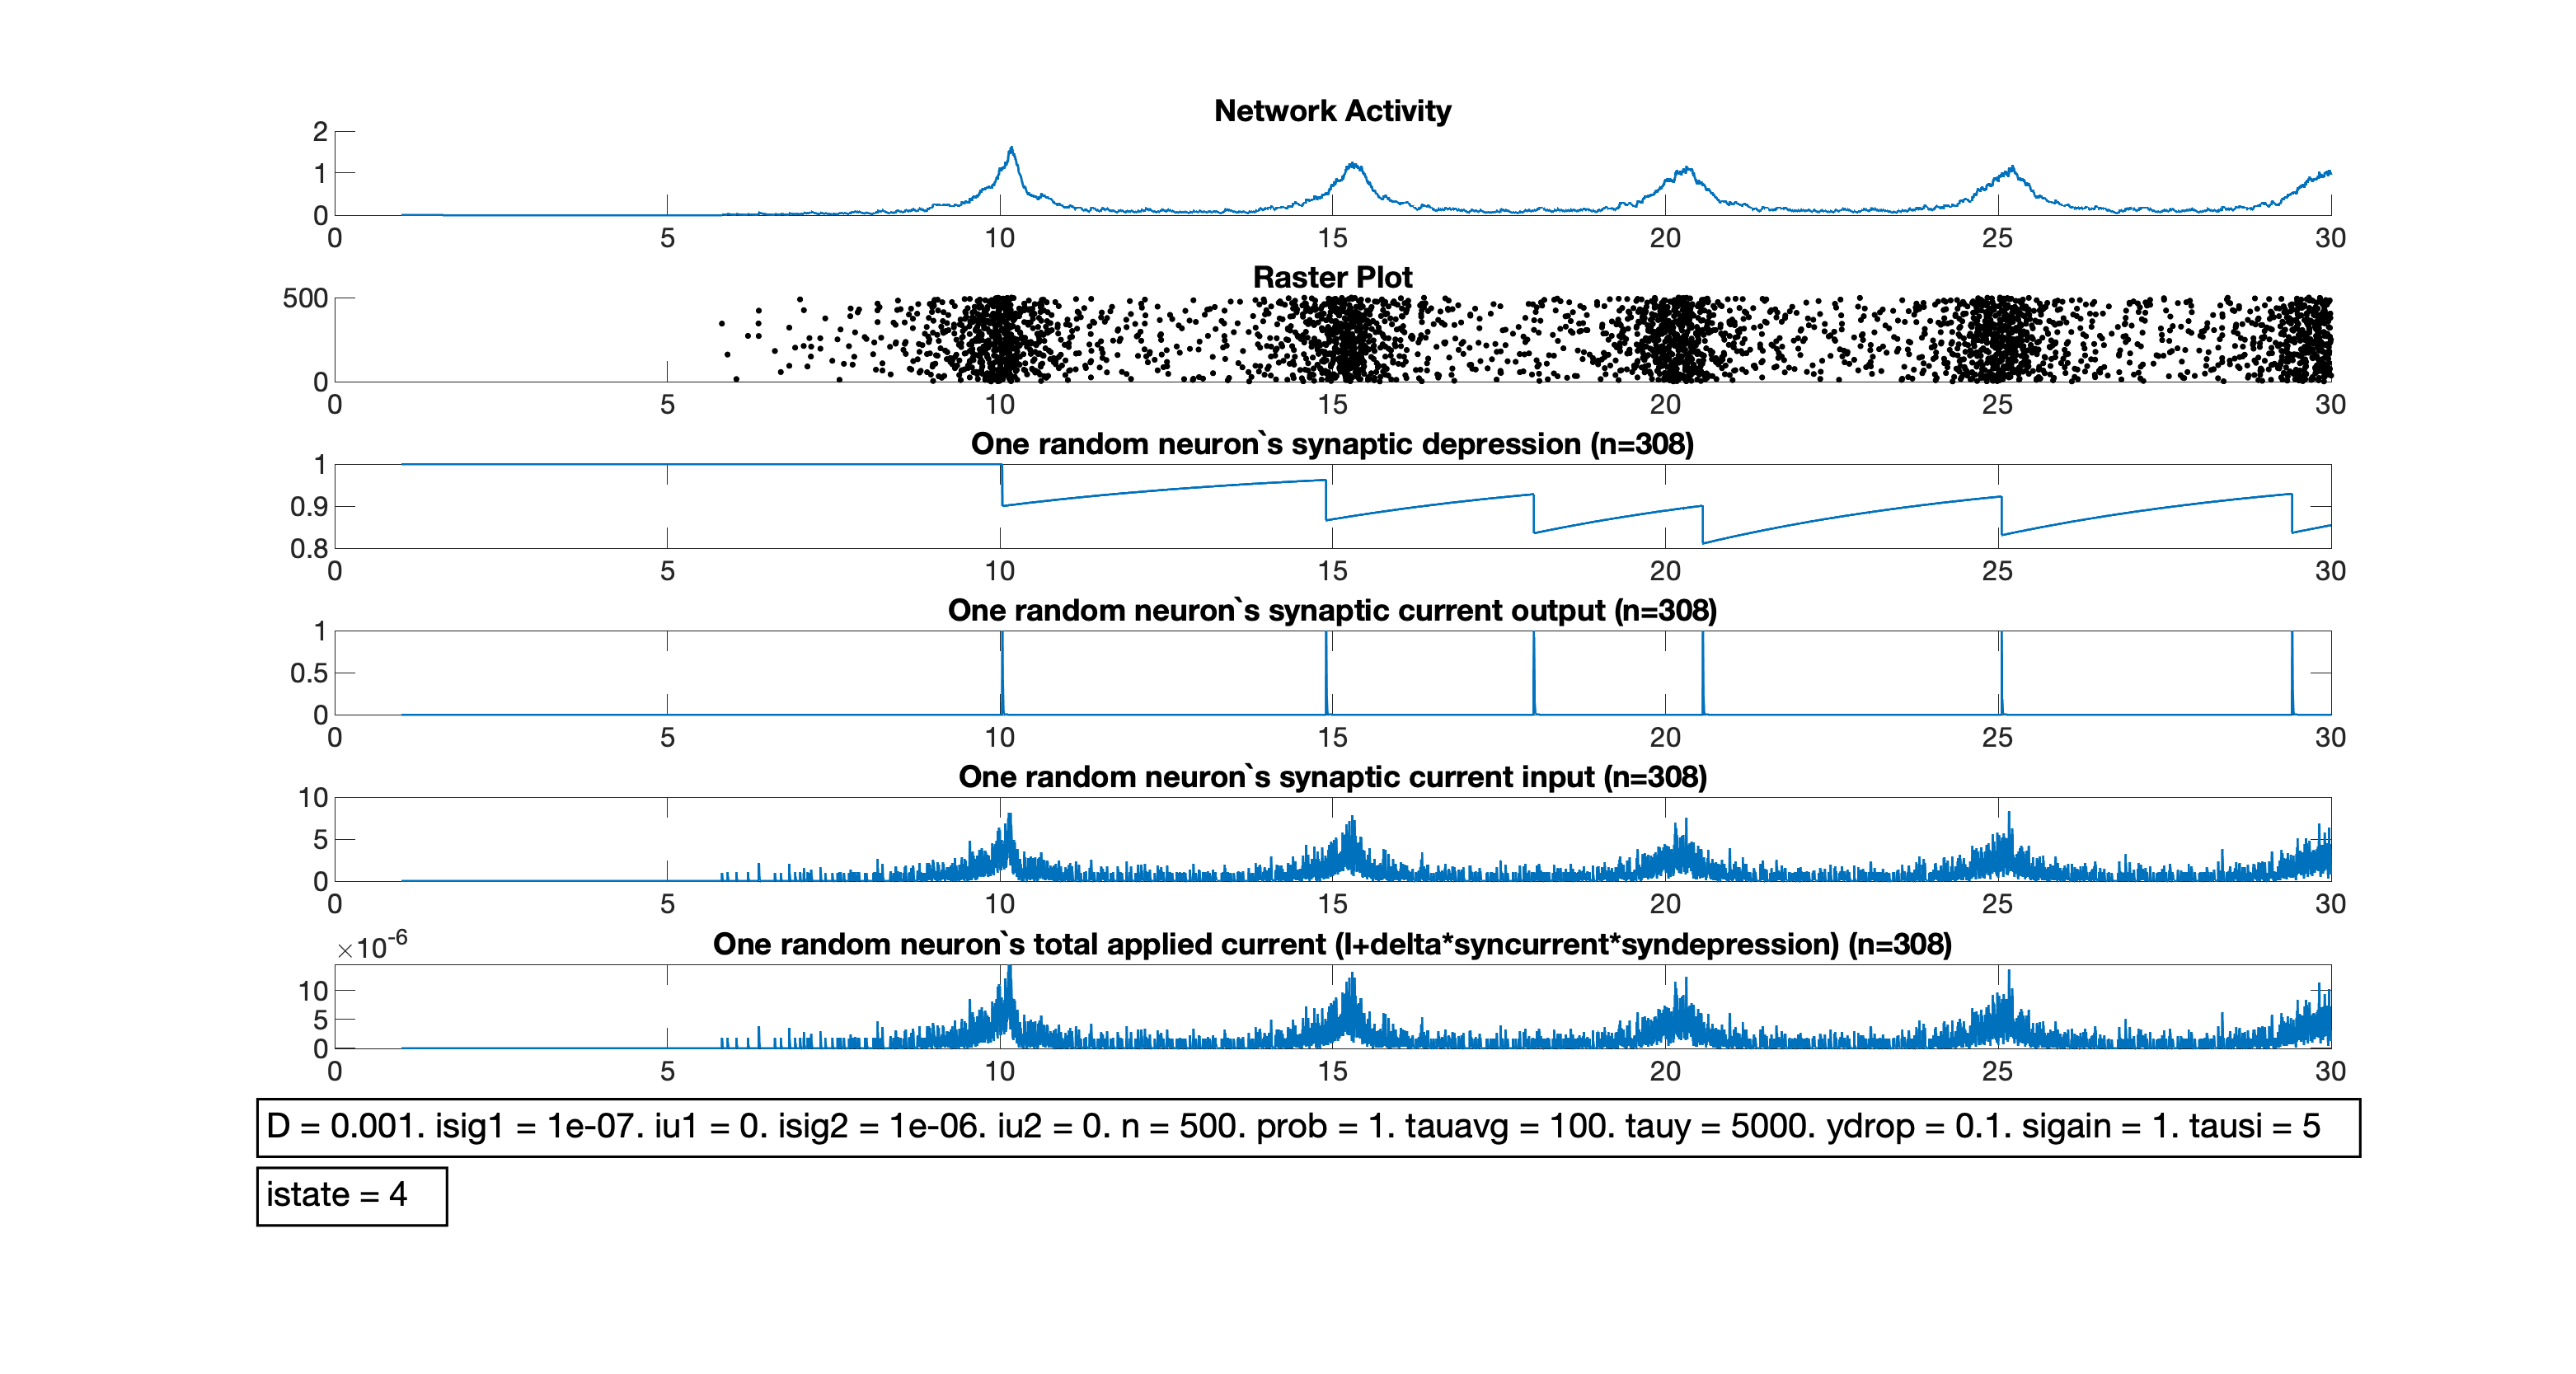 Network Activity
2
1
0
0 5 10 15 20 25 30
Raster Plot
500
0
0 5 10 15 20 25 30
One random neuron`s synaptic depression (n=308)
1
0.9
0.8
0 5 10 15 20 25 30
One random neuron`s synaptic current output (n=308)
1
0.5
0
0 5 10 15 20 25 30
One random neuron`s synaptic current input (n=308)
10
5
0
0 5 10 15 20 25 30
×10-6
One random neuron`s total applied current (I+delta*syncurrent*syndepression) (n=308)
10
5
0
0 5 10 15 20 25 30
D = 0.001. isig1 = 1e-07. iu1 = 0. isig2 = 1e-06. iu2 = 0. n = 500. prob = 1. tauavg = 100. tauy = 5000. ydrop = 0.1. sigain = 1. tausi = 5
istate = 4